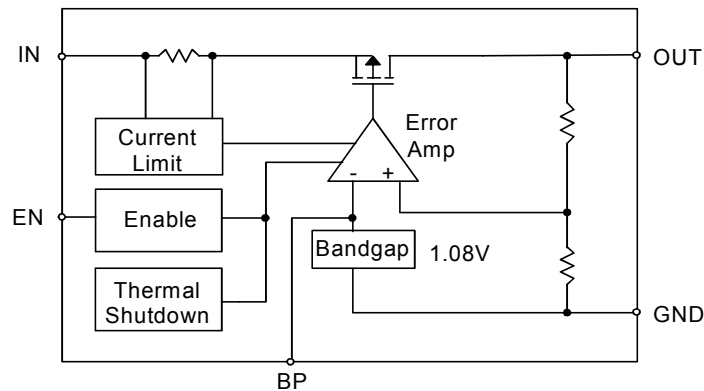 IN
OUT
Current
Limit
Error
Amp
- +
EN
Enable
Bandgap
1.08V
Thermal
Shutdown
GND
BP